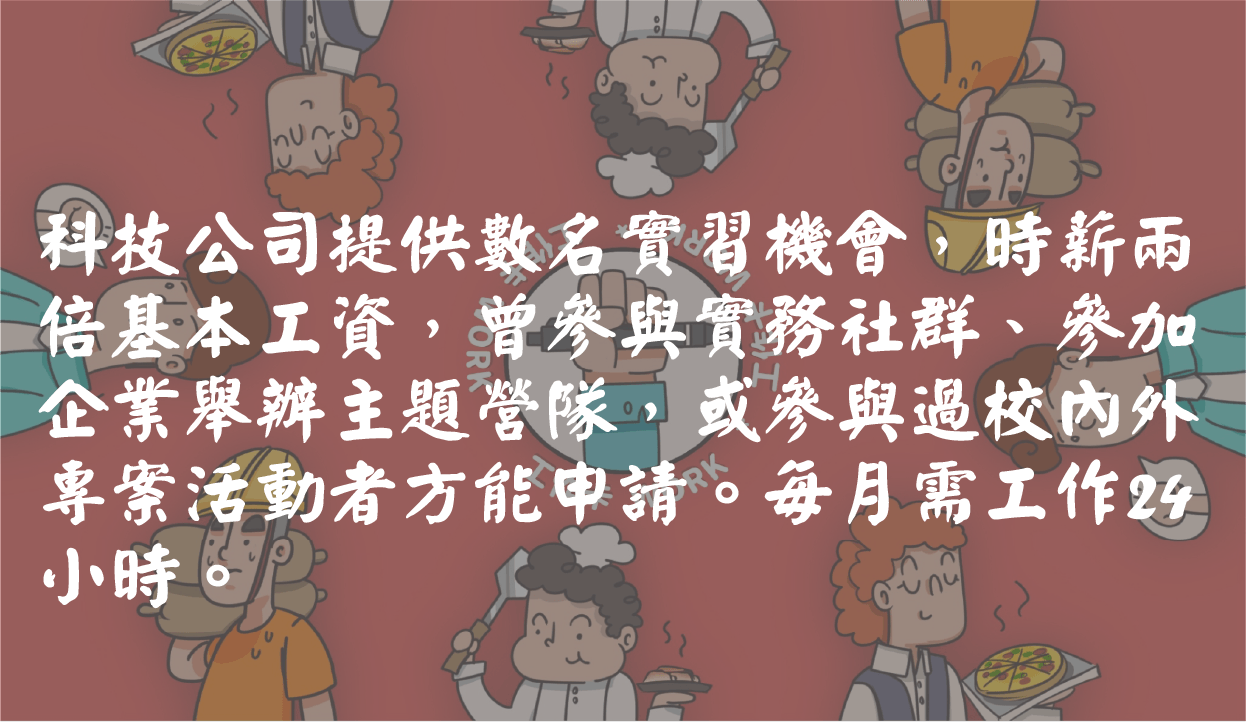 科技公司提供數名實習機會，時薪兩
倍基本工資，曾參與實務社群、參加
企業舉辦主題營隊，或參與過校內外
專案活動者方能申請。每月需工作24
小時。
WORK
WORK